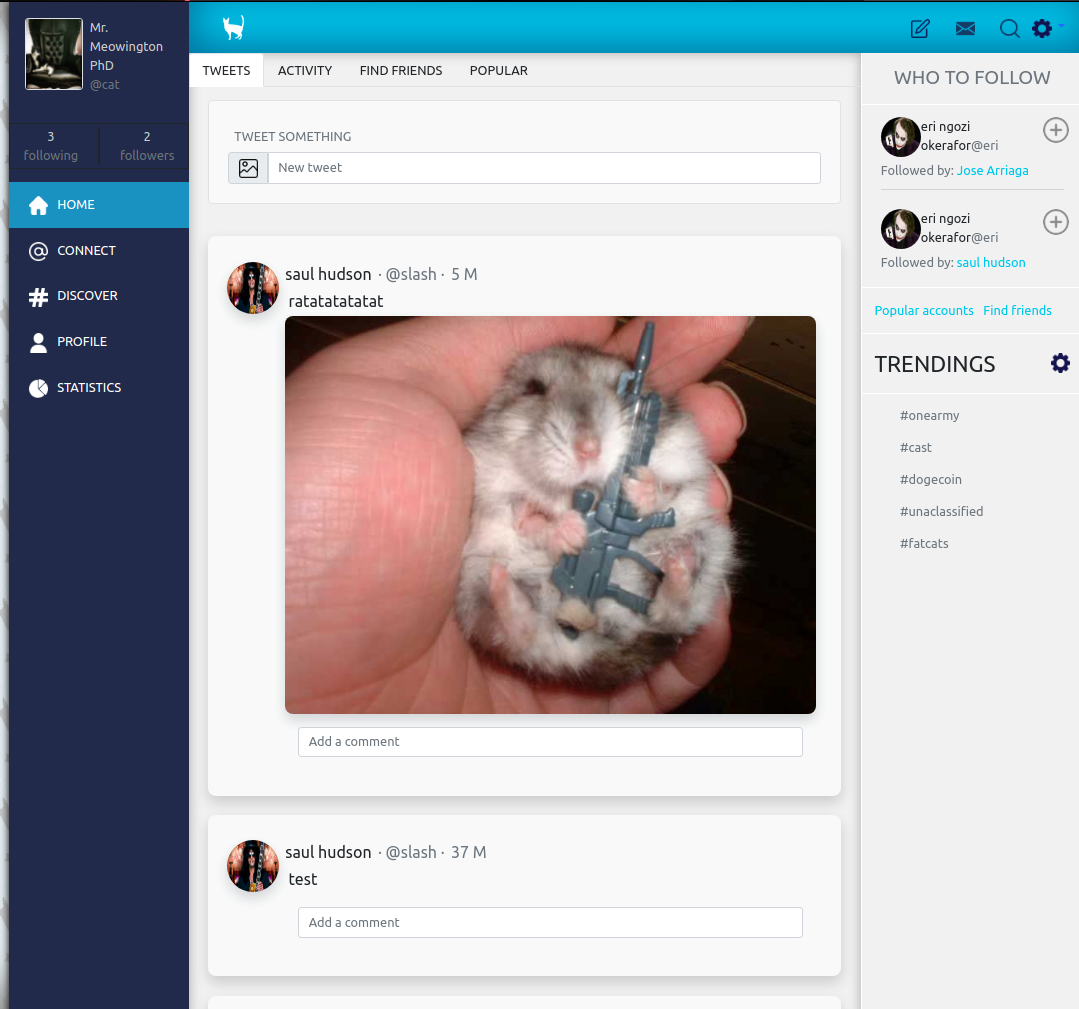 Mr.
Meowington
PhD
@cat
3
following
2
followers
HOME
CONNECT
DISCOVER
PROFILE
STATISTICS
TWEETS
ACTIVITY
FIND FRIENDS
POPULAR
TWEET SOMETHING
New tweet
saul hudson · @slash · 5 M
ratatatatatat
Add a comment
saul hudson · @slash · 37 M
test
Add a comment
WHO TO FOLLOW
eri ngozi
okerafor@eri
Followed by: Jose Arriaga
eri ngozi
okerafor@eri
Followed by: saul hudson
Popular accounts Find friends
TRENDINGS
#onearmy
#cast
#dogecoin
#unaclassified
#fatcats